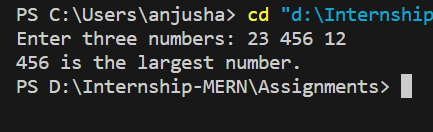 PS C:\Users\anjusha> cd "d:\Internship
Enter three numbers: 23 456 12
456 is the largest number.
PS D:\Internship-MERN\Assignments>